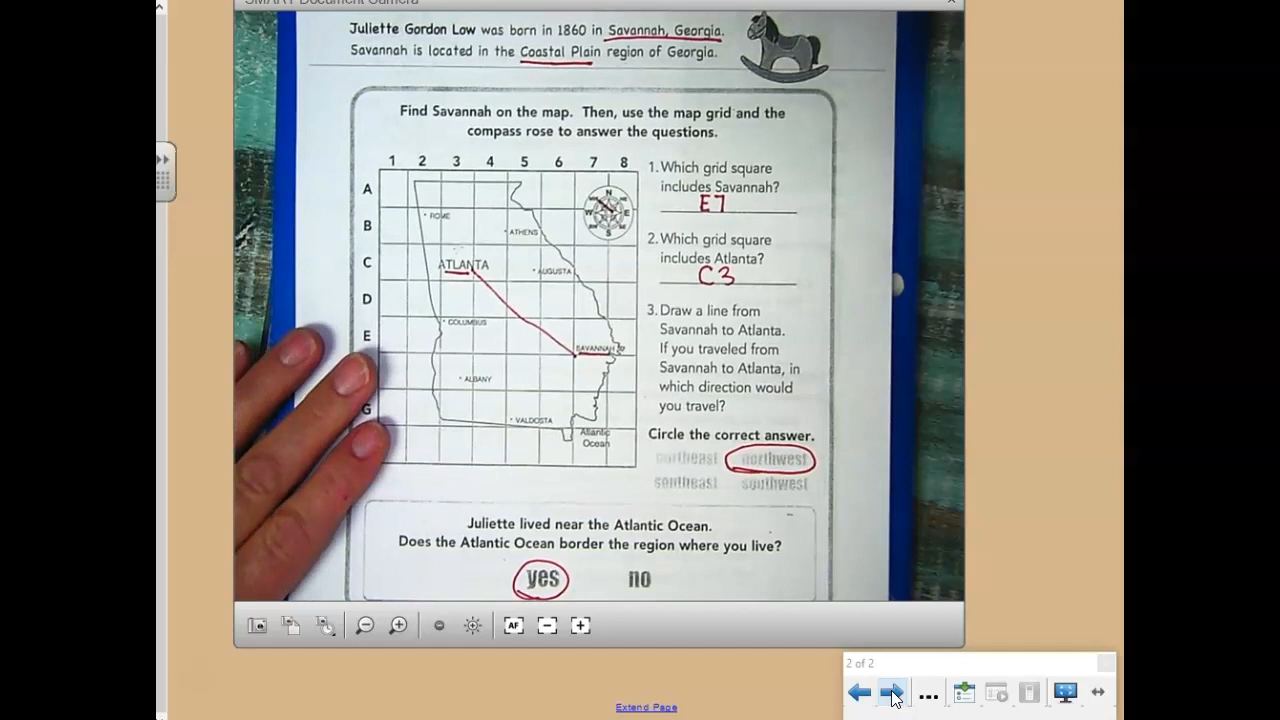 SMART Document Camera
Juliette Gordon Low was born in 1860 in Savannah, Georgia.
Savannah is located in the Coastal Plain region of Georgia.
Find Savannah on the map. Then, use the map grid and the
compass rose to answer the questions.
1 2 3 4 5 6 7 8
A
B
C
D
E
G
N
W E
S
ROME
ATHENS
ATLANTA
AUGUSTA
COLUMBUS
SAVANNAH
ALBANY
VALDOSTA
Atlantic
Ocean
1. Which grid square
includes Savannah?
E7
2. Which grid square
includes Atlanta?
C3
3. Draw a line from
Savannah to Atlanta.
If you traveled from
Savannah to Atlanta, in
which direction would
you travel?
Circle the correct answer.
northeast northwest
southeast southwest
Juliette lived near the Atlantic Ocean.
Does the Atlantic Ocean border the region where you live?
yes no
AF
2 of 2
Extend Page